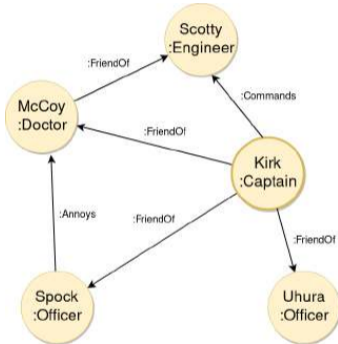 Scotty
:Engineer
:FriendOf
McCoy
:Doctor
:Commands
:FriendOf
Kirk
:Captain
:Annoys
:FriendOf
:FriendOf
Spock
:Officer
Uhura
:Officer